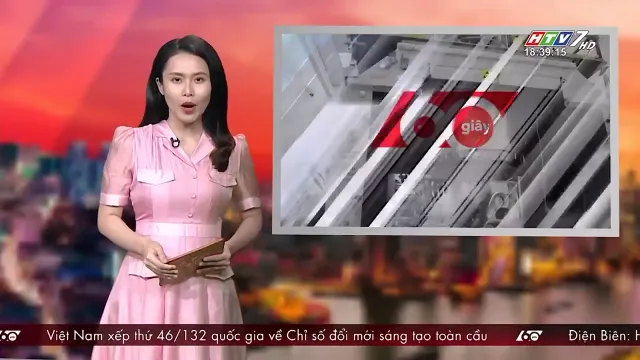 HTV7 HD
18:39:15
60
giây
Việt Nam xếp thứ 46/132 quốc gia về Chỉ số đổi mới sáng tạo toàn cầu 60 Điện Biên: H